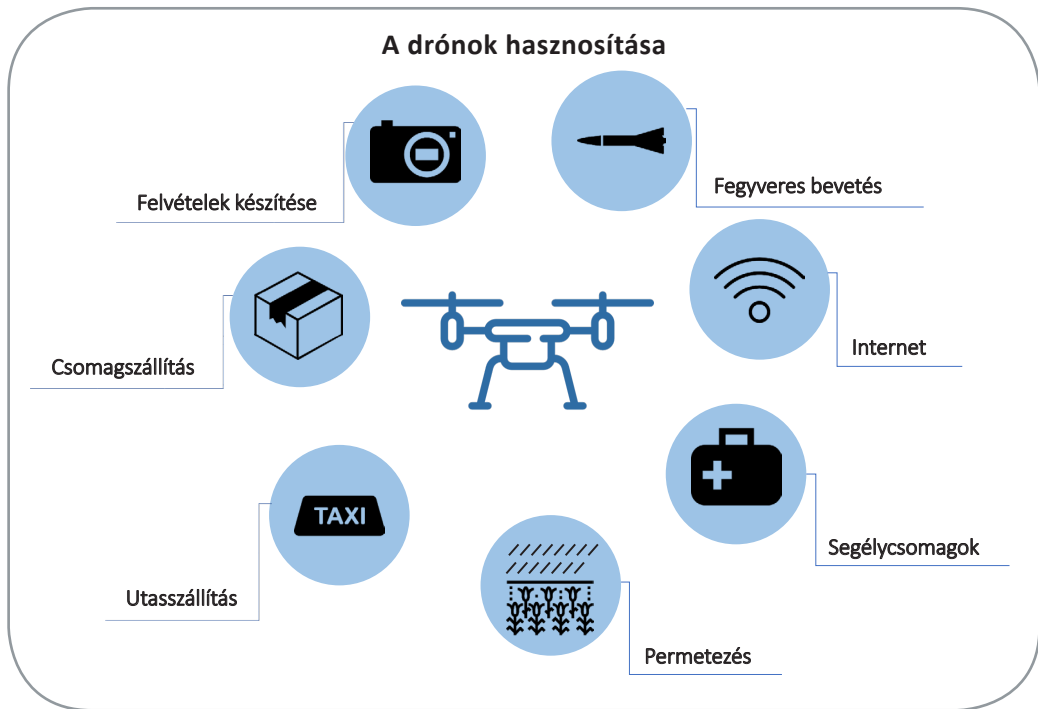 A drónok hasznosítása
Felvételek készítése
Fegyveres bevetés
Csomagszállítás
Internet
TAXI
Utasszállítás
Segélycsomagok
Permetezés